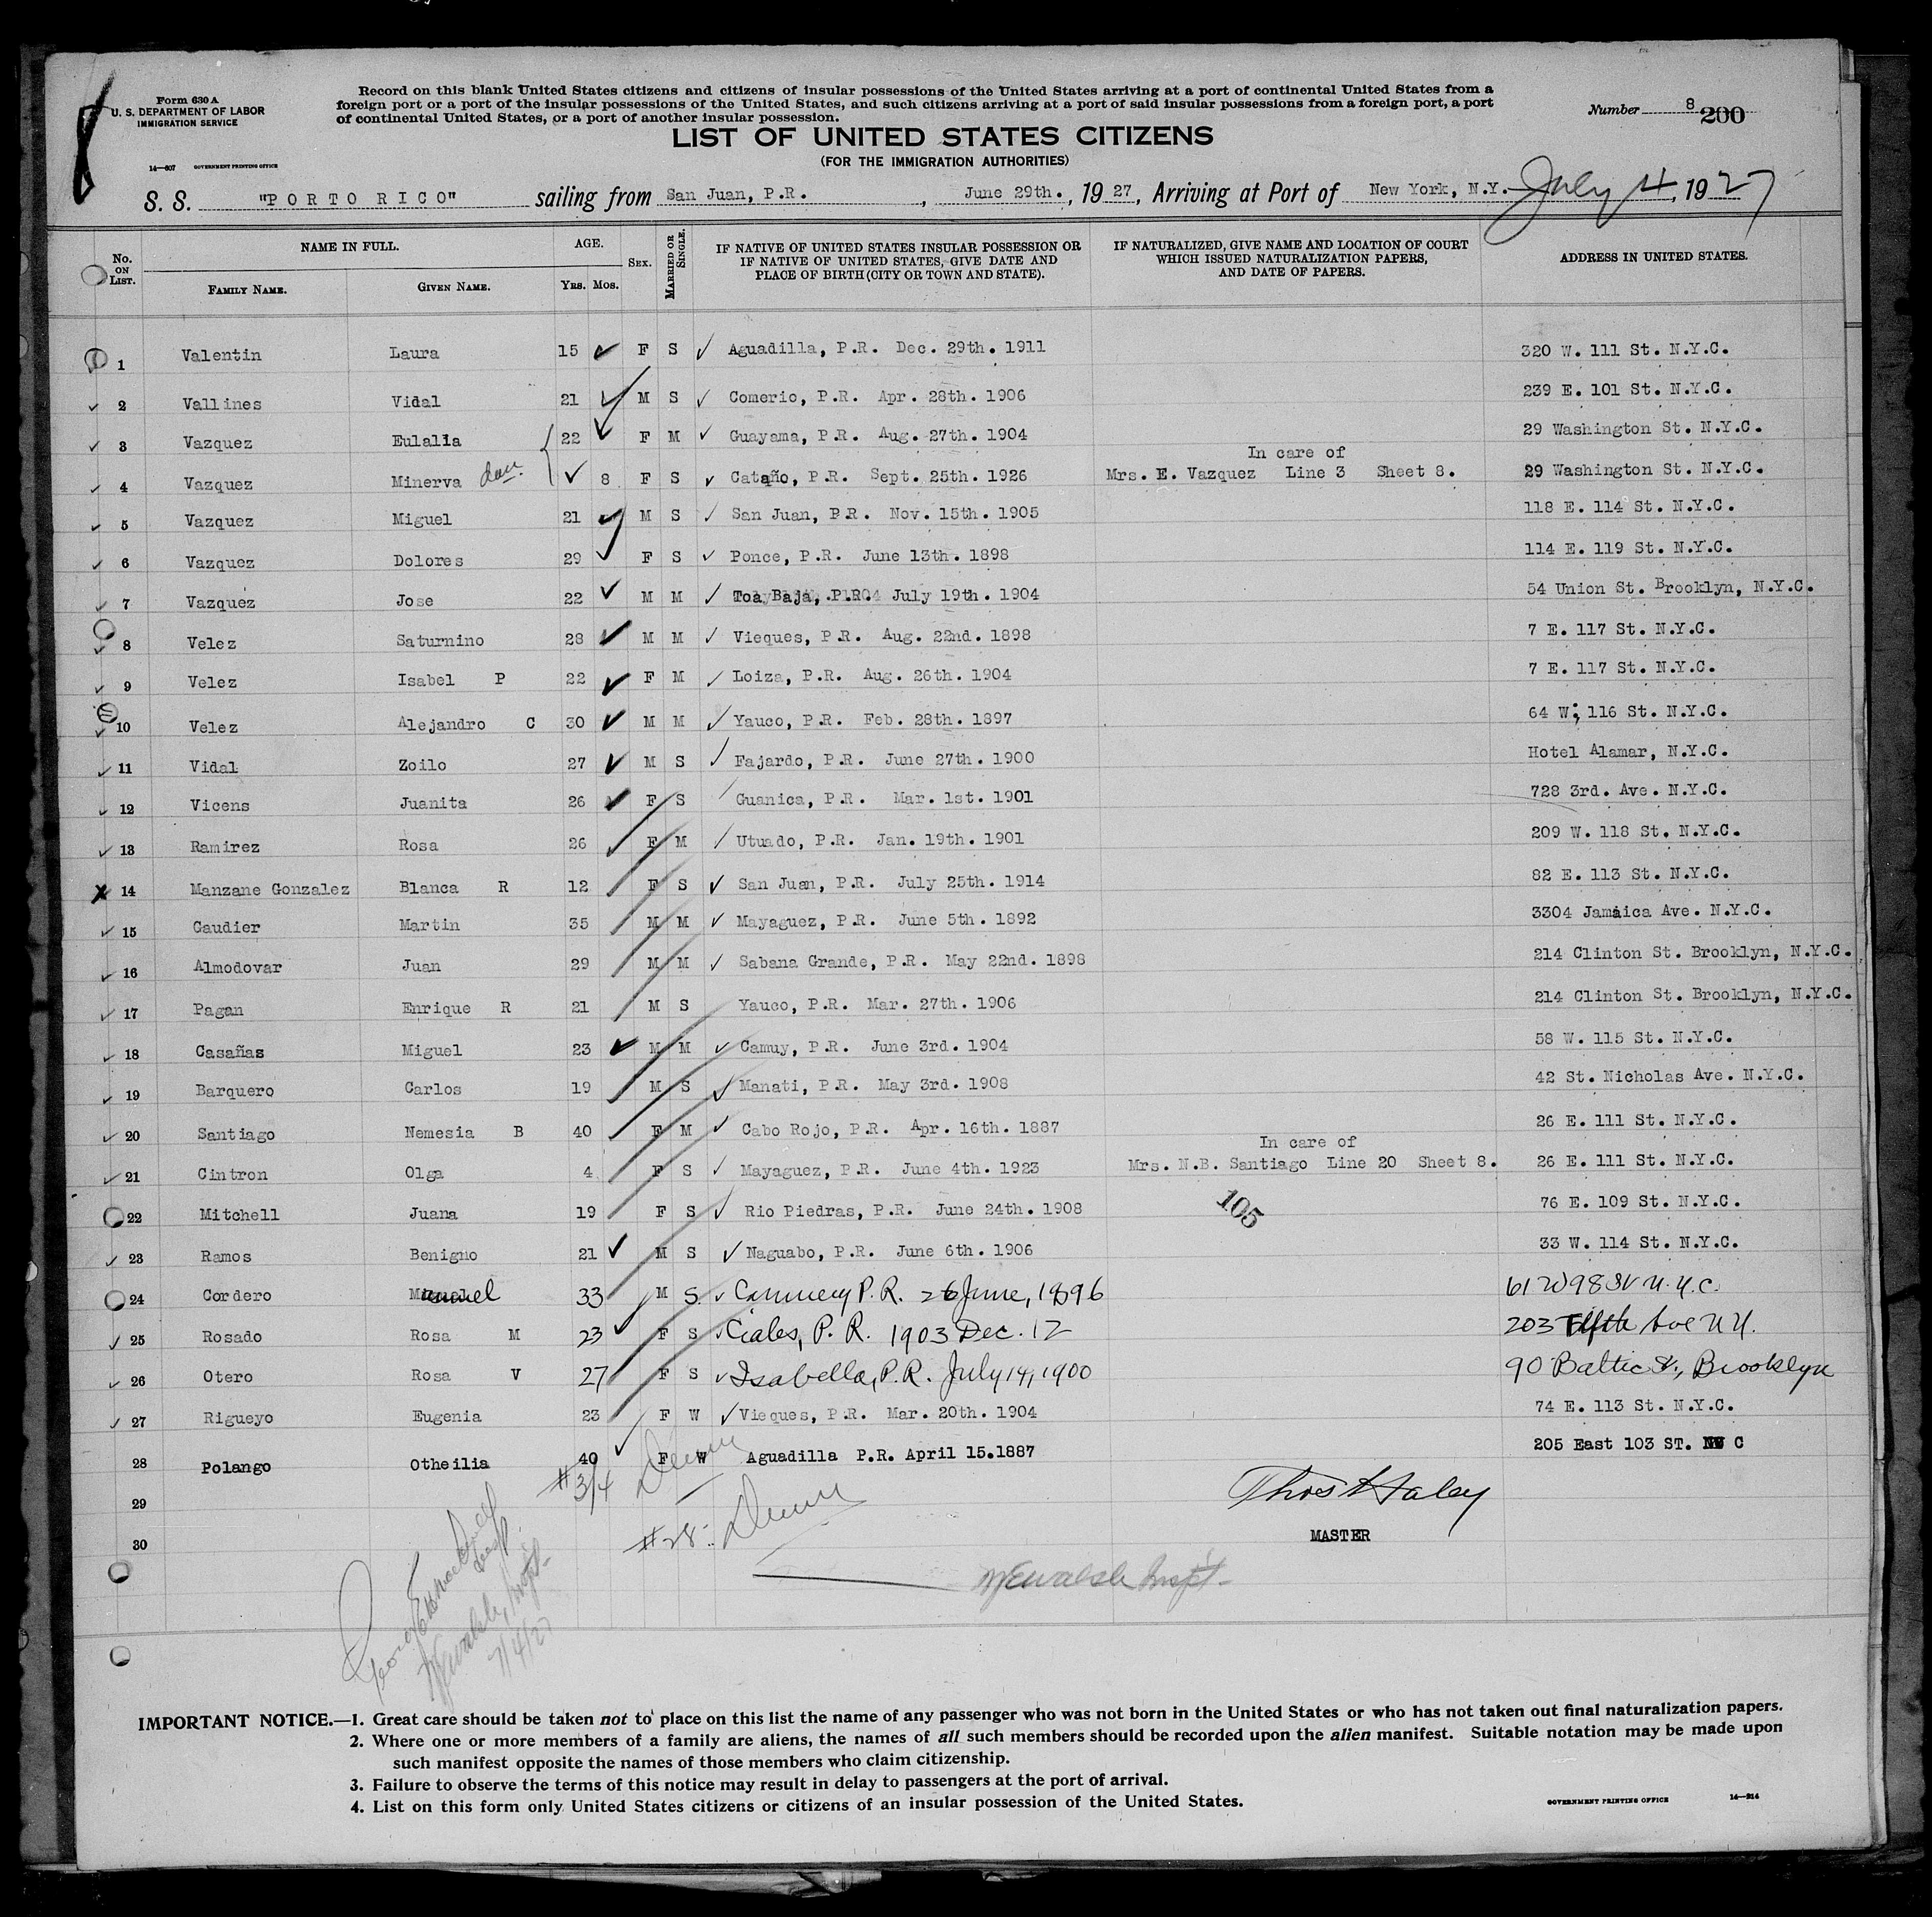 Form 630 A
U. S. DEPARTMENT OF LABOR
IMMIGRATION SERVICE
14—607 GOVERNMENT PRINTING OFFICE
Record on this blank United States citizens and citizens of insular possessions of the United States arriving at a port of continental United States from a
foreign port or a port of the insular possessions of the United States, and such citizens arriving at a port of said insular possessions from a foreign port, a port
of continental United States, or a port of another insular possession.
Number 8 200
8
LIST OF UNITED STATES CITIZENS
(FOR THE IMMIGRATION AUTHORITIES)
S. S. "PORTO RICO" sailing from San Juan, P.R. , June 29th. , 19 27 , Arriving at Port of New York, N.Y. July 4 , 1927
No. ON LIST. NAME IN FULL. FAMILY NAME. GIVEN NAME. AGE. YRS. MOS. SEX. MARRIED OR SINGLE. IF NATIVE OF UNITED STATES INSULAR POSSESSION OR IF NATIVE OF UNITED STATES, GIVE DATE AND PLACE OF BIRTH (CITY OR TOWN AND STATE). IF NATURALIZED, GIVE NAME AND LOCATION OF COURT WHICH ISSUED NATURALIZATION PAPERS, AND DATE OF PAPERS. ADDRESS IN UNITED STATES.
1 Valentin Laura 15 F S Aguadilla, P.R. Dec. 29th. 1911 320 W. 111 St. N.Y.C.
2 Vallines Vidal 21 M S Comerio, P.R. Apr. 28th. 1906 239 E. 101 St. N.Y.C.
3 Vazquez Eulalia 22 F M Guayama, P.R. Aug. 27th. 1904 29 Washington St. N.Y.C.
4 Vazquez Minerva dau. 8 F S Cataño, P.R. Sept. 25th. 1926 In care of Mrs. E. Vazquez Line 3 Sheet 8. 29 Washington St. N.Y.C.
5 Vazquez Miguel 21 M S San Juan, P.R. Nov. 15th. 1905 118 E. 114 St. N.Y.C.
6 Vazquez Dolores 29 F S Ponce, P.R. June 13th. 1898 114 E. 119 St. N.Y.C.
7 Vazquez Jose 22 M M Toa Baja, P.R. July 19th. 1904 54 Union St. Brooklyn, N.Y.C.
8 Velez Saturnino 28 M M Vieques, P.R. Aug. 22nd. 1898 7 E. 117 St. N.Y.C.
9 Velez Isabel P 22 F M Loiza, P.R. Aug. 26th. 1904 7 E. 117 St. N.Y.C.
10 Velez Alejandro C 30 M M Yauco, P.R. Feb. 28th. 1897 64 W. 116 St. N.Y.C.
11 Vidal Zoilo 27 M S Fajardo, P.R. June 27th. 1900 Hotel Alamar, N.Y.C.
12 Vicens Juanita 26 F S Guanica, P.R. Mar. 1st. 1901 728 3rd. Ave. N.Y.C.
13 Ramirez Rosa 26 F M Utuado, P.R. Jan. 19th. 1901 209 W. 118 St. N.Y.C.
14 Manzane Gonzalez Blanca R 12 F S San Juan, P.R. July 25th. 1914 82 E. 113 St. N.Y.C.
15 Caudier Martin 35 M M Mayaguez, P.R. June 5th. 1892 3304 Jamaica Ave. N.Y.C.
16 Almodovar Juan 29 M M Sabana Grande, P.R. May 22nd. 1898 214 Clinton St. Brooklyn, N.Y.C.
17 Pagan Enrique R 21 M S Yauco, P.R. Mar. 27th. 1906 214 Clinton St. Brooklyn, N.Y.C.
18 Casañas Miguel 23 M M Camuy, P.R. June 3rd. 1904 58 W. 115 St. N.Y.C.
19 Barquero Carlos 19 M S Manati, P.R. May 3rd. 1908 42 St. Nicholas Ave. N.Y.C.
20 Santiago Nemesia B 40 F M Cabo Rojo, P.R. Apr. 16th. 1887 26 E. 111 St. N.Y.C.
21 Cintron Olga 4 F S Mayaguez, P.R. June 4th. 1923 In care of Mrs. N.B. Santiago Line 20 Sheet 8. 26 E. 111 St. N.Y.C.
22 Mitchell Juana 19 F S Rio Piedras, P.R. June 24th. 1908 105 76 E. 109 St. N.Y.C.
23 Ramos Benigno 21 M S Naguabo, P.R. June 6th. 1906 33 W. 114 St. N.Y.C.
24 Cordero 33 M S P.R. 26 June, 1896 61 W 98 St N.Y.C.
25 Rosado Rosa M 23 F S Ciales, P.R. 1903 Dec. 12 203 Fifth Ave N.Y.
26 Otero Rosa V 27 F S Isabella, P.R. July 14, 1900 90 Baltic St., Brooklyn
27 Rigueyo Eugenia 23 F W Vieques, P.R. Mar. 20th. 1904 74 E. 113 St. N.Y.C.
28 Polango Otheilia 40 F W Aguadilla P.R. April 15.1887 205 East 103 ST. NY C
29
30
#3/4
#28:
Thos Haley
MASTER
Inspt.
7/4/27
IMPORTANT NOTICE.—1. Great care should be taken not to place on this list the name of any passenger who was not born in the United States or who has not taken out final naturalization papers.
2. Where one or more members of a family are aliens, the names of all such members should be recorded upon the alien manifest. Suitable notation may be made upon
such manifest opposite the names of those members who claim citizenship.
3. Failure to observe the terms of this notice may result in delay to passengers at the port of arrival.
4. List on this form only United States citizens or citizens of an insular possession of the United States.
GOVERNMENT PRINTING OFFICE 14—914